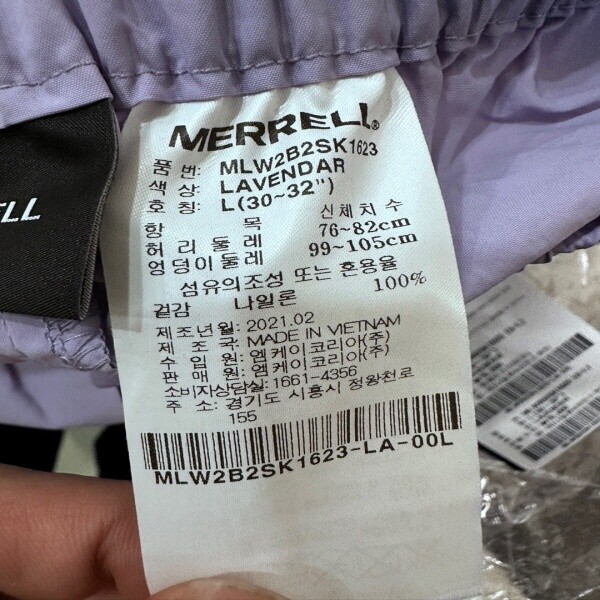 ELL
MERRELL®
품 번: MLW2B2SK1623
색 상: LAVENDAR
호 칭: L(30~32")
항 목 신체치수
허리둘레 76~82cm
엉덩이둘레 99~105cm
섬유의조성 또는 혼용율
겉감 나일론 100%
제조년월: 2021.02
제 조 국: MADE IN VIETNAM
수 입 원: 엠케이코리아(주)
판 매 원: 엠케이코리아(주)
소비자상담실: 1661-4356
주 소: 경기도 시흥시 정왕천로
155
MLW2B2SK1623-LA-00L